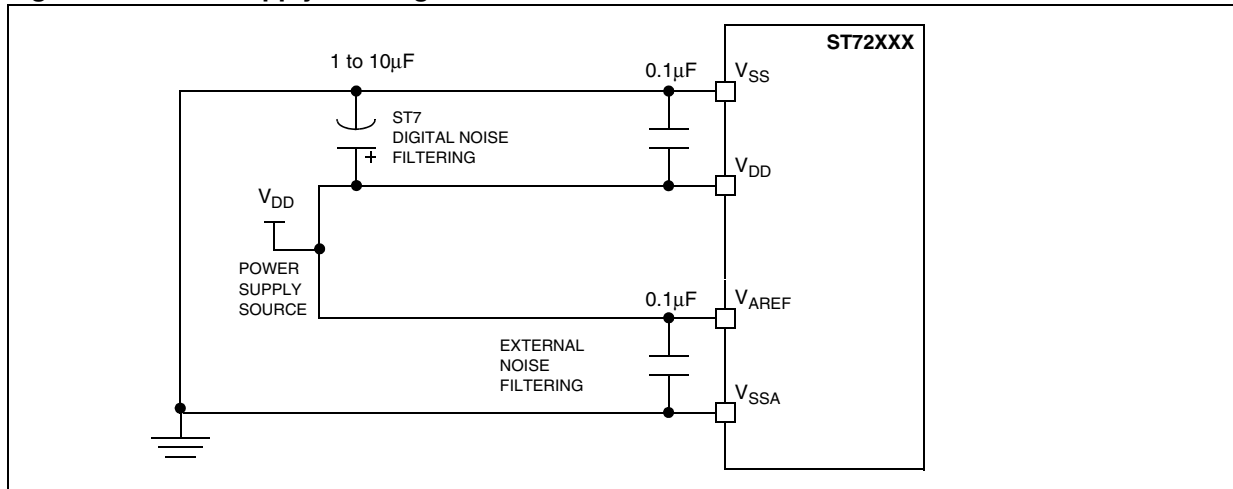 ST72XXX
1 to 10μF
0.1μF
VSS
ST7
DIGITAL NOISE
FILTERING
+
VDD
VDD
POWER
SUPPLY
SOURCE
0.1μF
VAREF
EXTERNAL
NOISE
FILTERING
VSSA